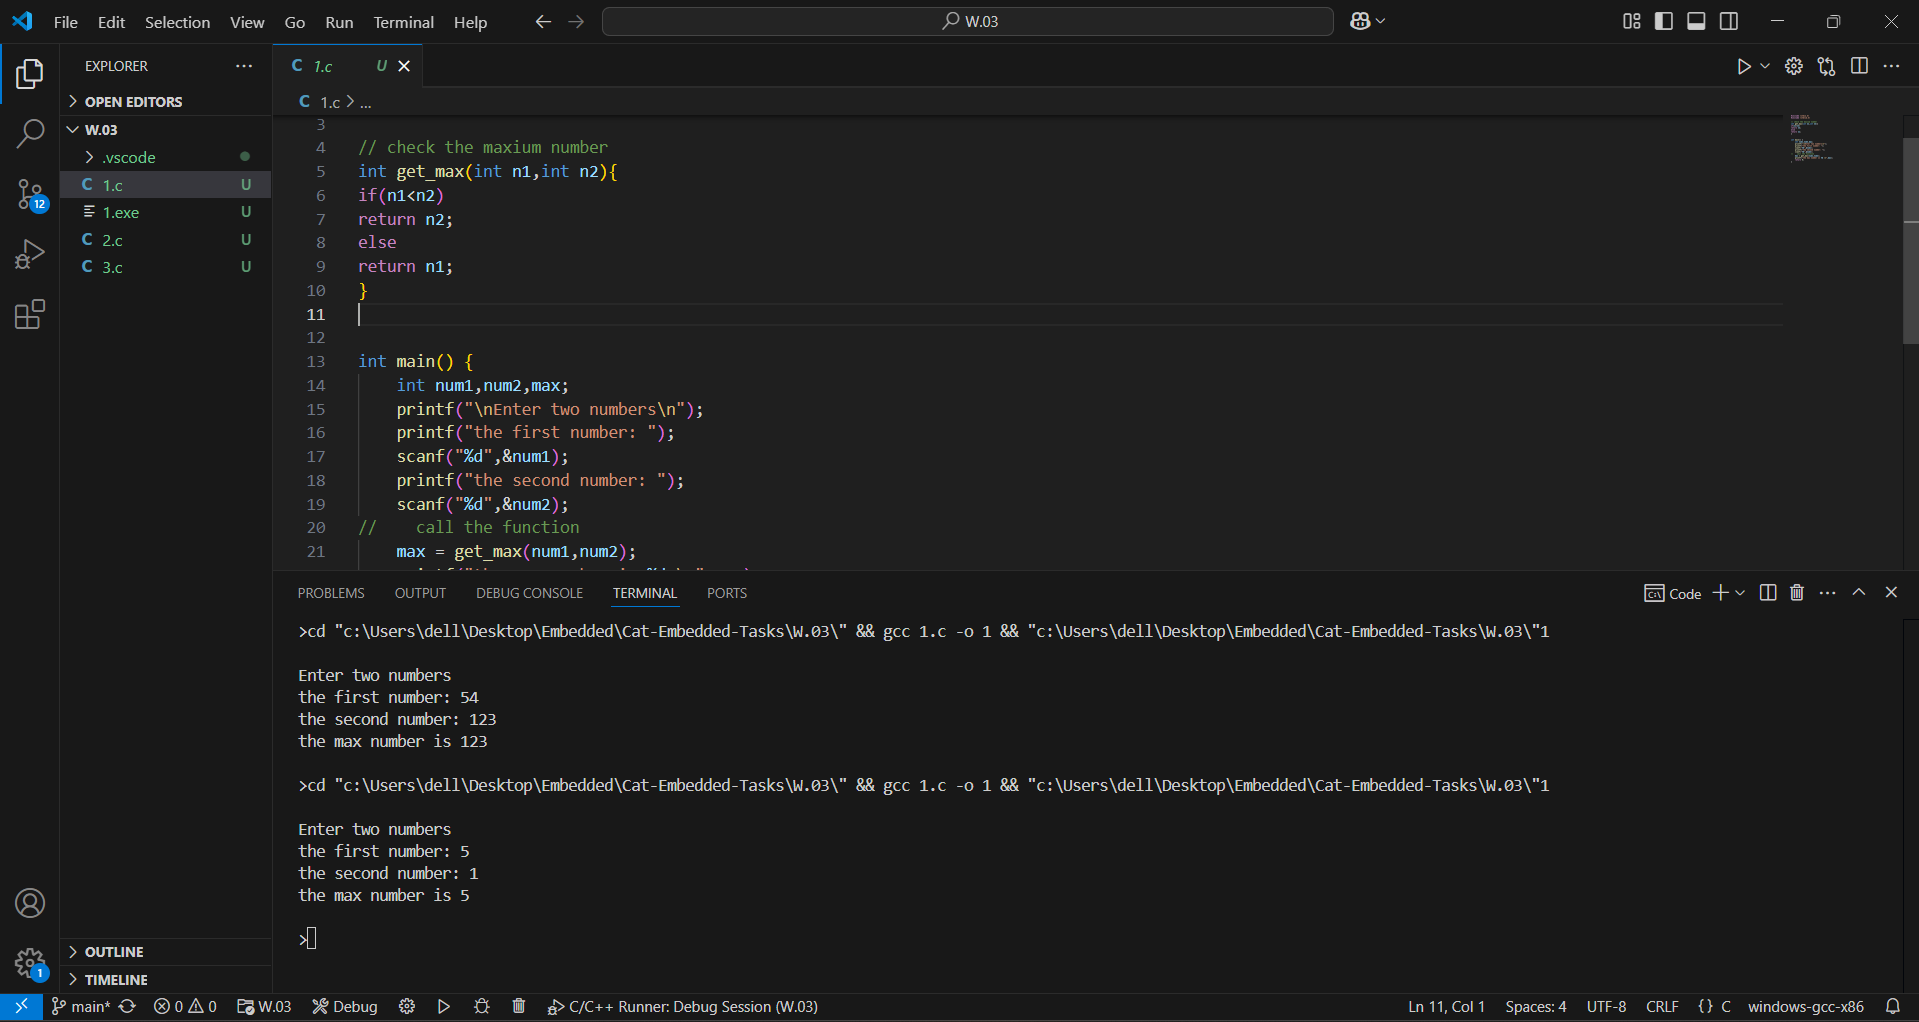 File Edit Selection View Go Run Terminal Help
W.03
EXPLORER
OPEN EDITORS
W.03
.vscode
C 1.c U
1.exe U
C 2.c U
C 3.c U
OUTLINE
TIMELINE
12
1
C 1.c U
C 1.c > ...
3
4 // check the maxium number
5 int get_max(int n1,int n2){
6 if(n1<n2)
7 return n2;
8 else
9 return n1;
10 }
11
12
13 int main() {
14 int num1,num2,max;
15 printf("\nEnter two numbers\n");
16 printf("the first number: ");
17 scanf("%d",&num1);
18 printf("the second number: ");
19 scanf("%d",&num2);
20 // call the function
21 max = get_max(num1,num2);
PROBLEMS OUTPUT DEBUG CONSOLE TERMINAL PORTS
Code
>cd "c:\Users\dell\Desktop\Embedded\Cat-Embedded-Tasks\W.03\" && gcc 1.c -o 1 && "c:\Users\dell\Desktop\Embedded\Cat-Embedded-Tasks\W.03\"1
Enter two numbers
the first number: 54
the second number: 123
the max number is 123
>cd "c:\Users\dell\Desktop\Embedded\Cat-Embedded-Tasks\W.03\" && gcc 1.c -o 1 && "c:\Users\dell\Desktop\Embedded\Cat-Embedded-Tasks\W.03\"1
Enter two numbers
the first number: 5
the second number: 1
the max number is 5
>
main* 0 0 W.03 Debug C/C++ Runner: Debug Session (W.03) Ln 11, Col 1 Spaces: 4 UTF-8 CRLF {} C windows-gcc-x86